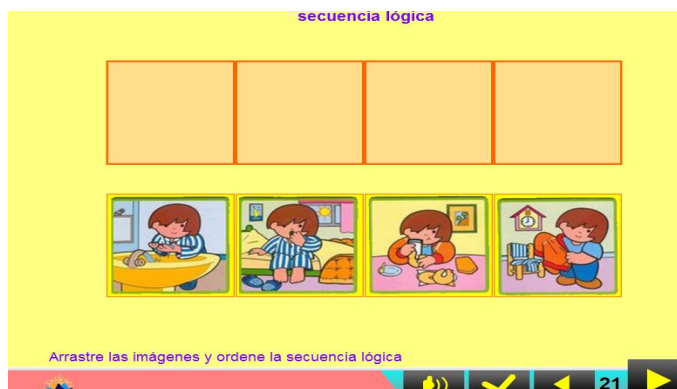 secuencia lógica
Arrastre las imágenes y ordene la secuencia lógica
21